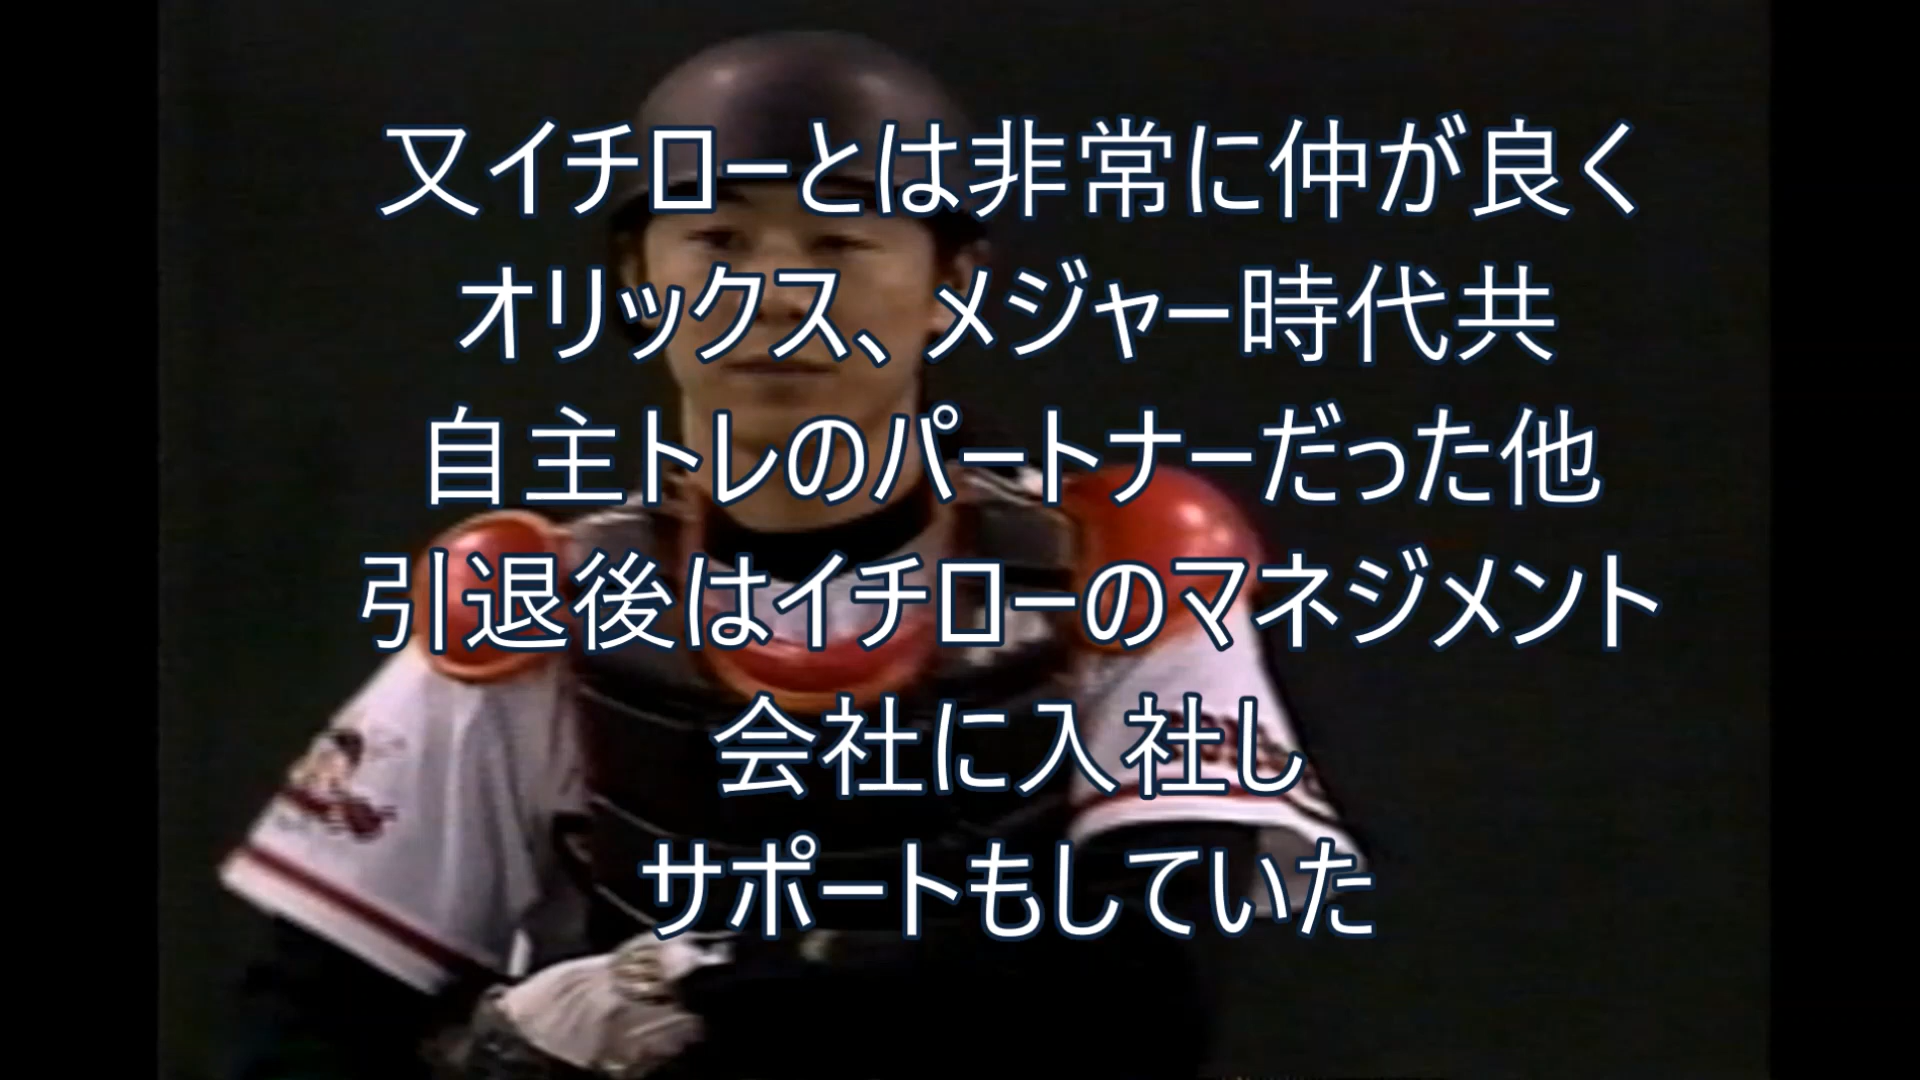 又イチローとは非常に仲が良く
オリックス、メジャー時代共
自主トレのパートナーだった他
引退後はイチローのマネジメント
会社に入社し
サポートもしていた